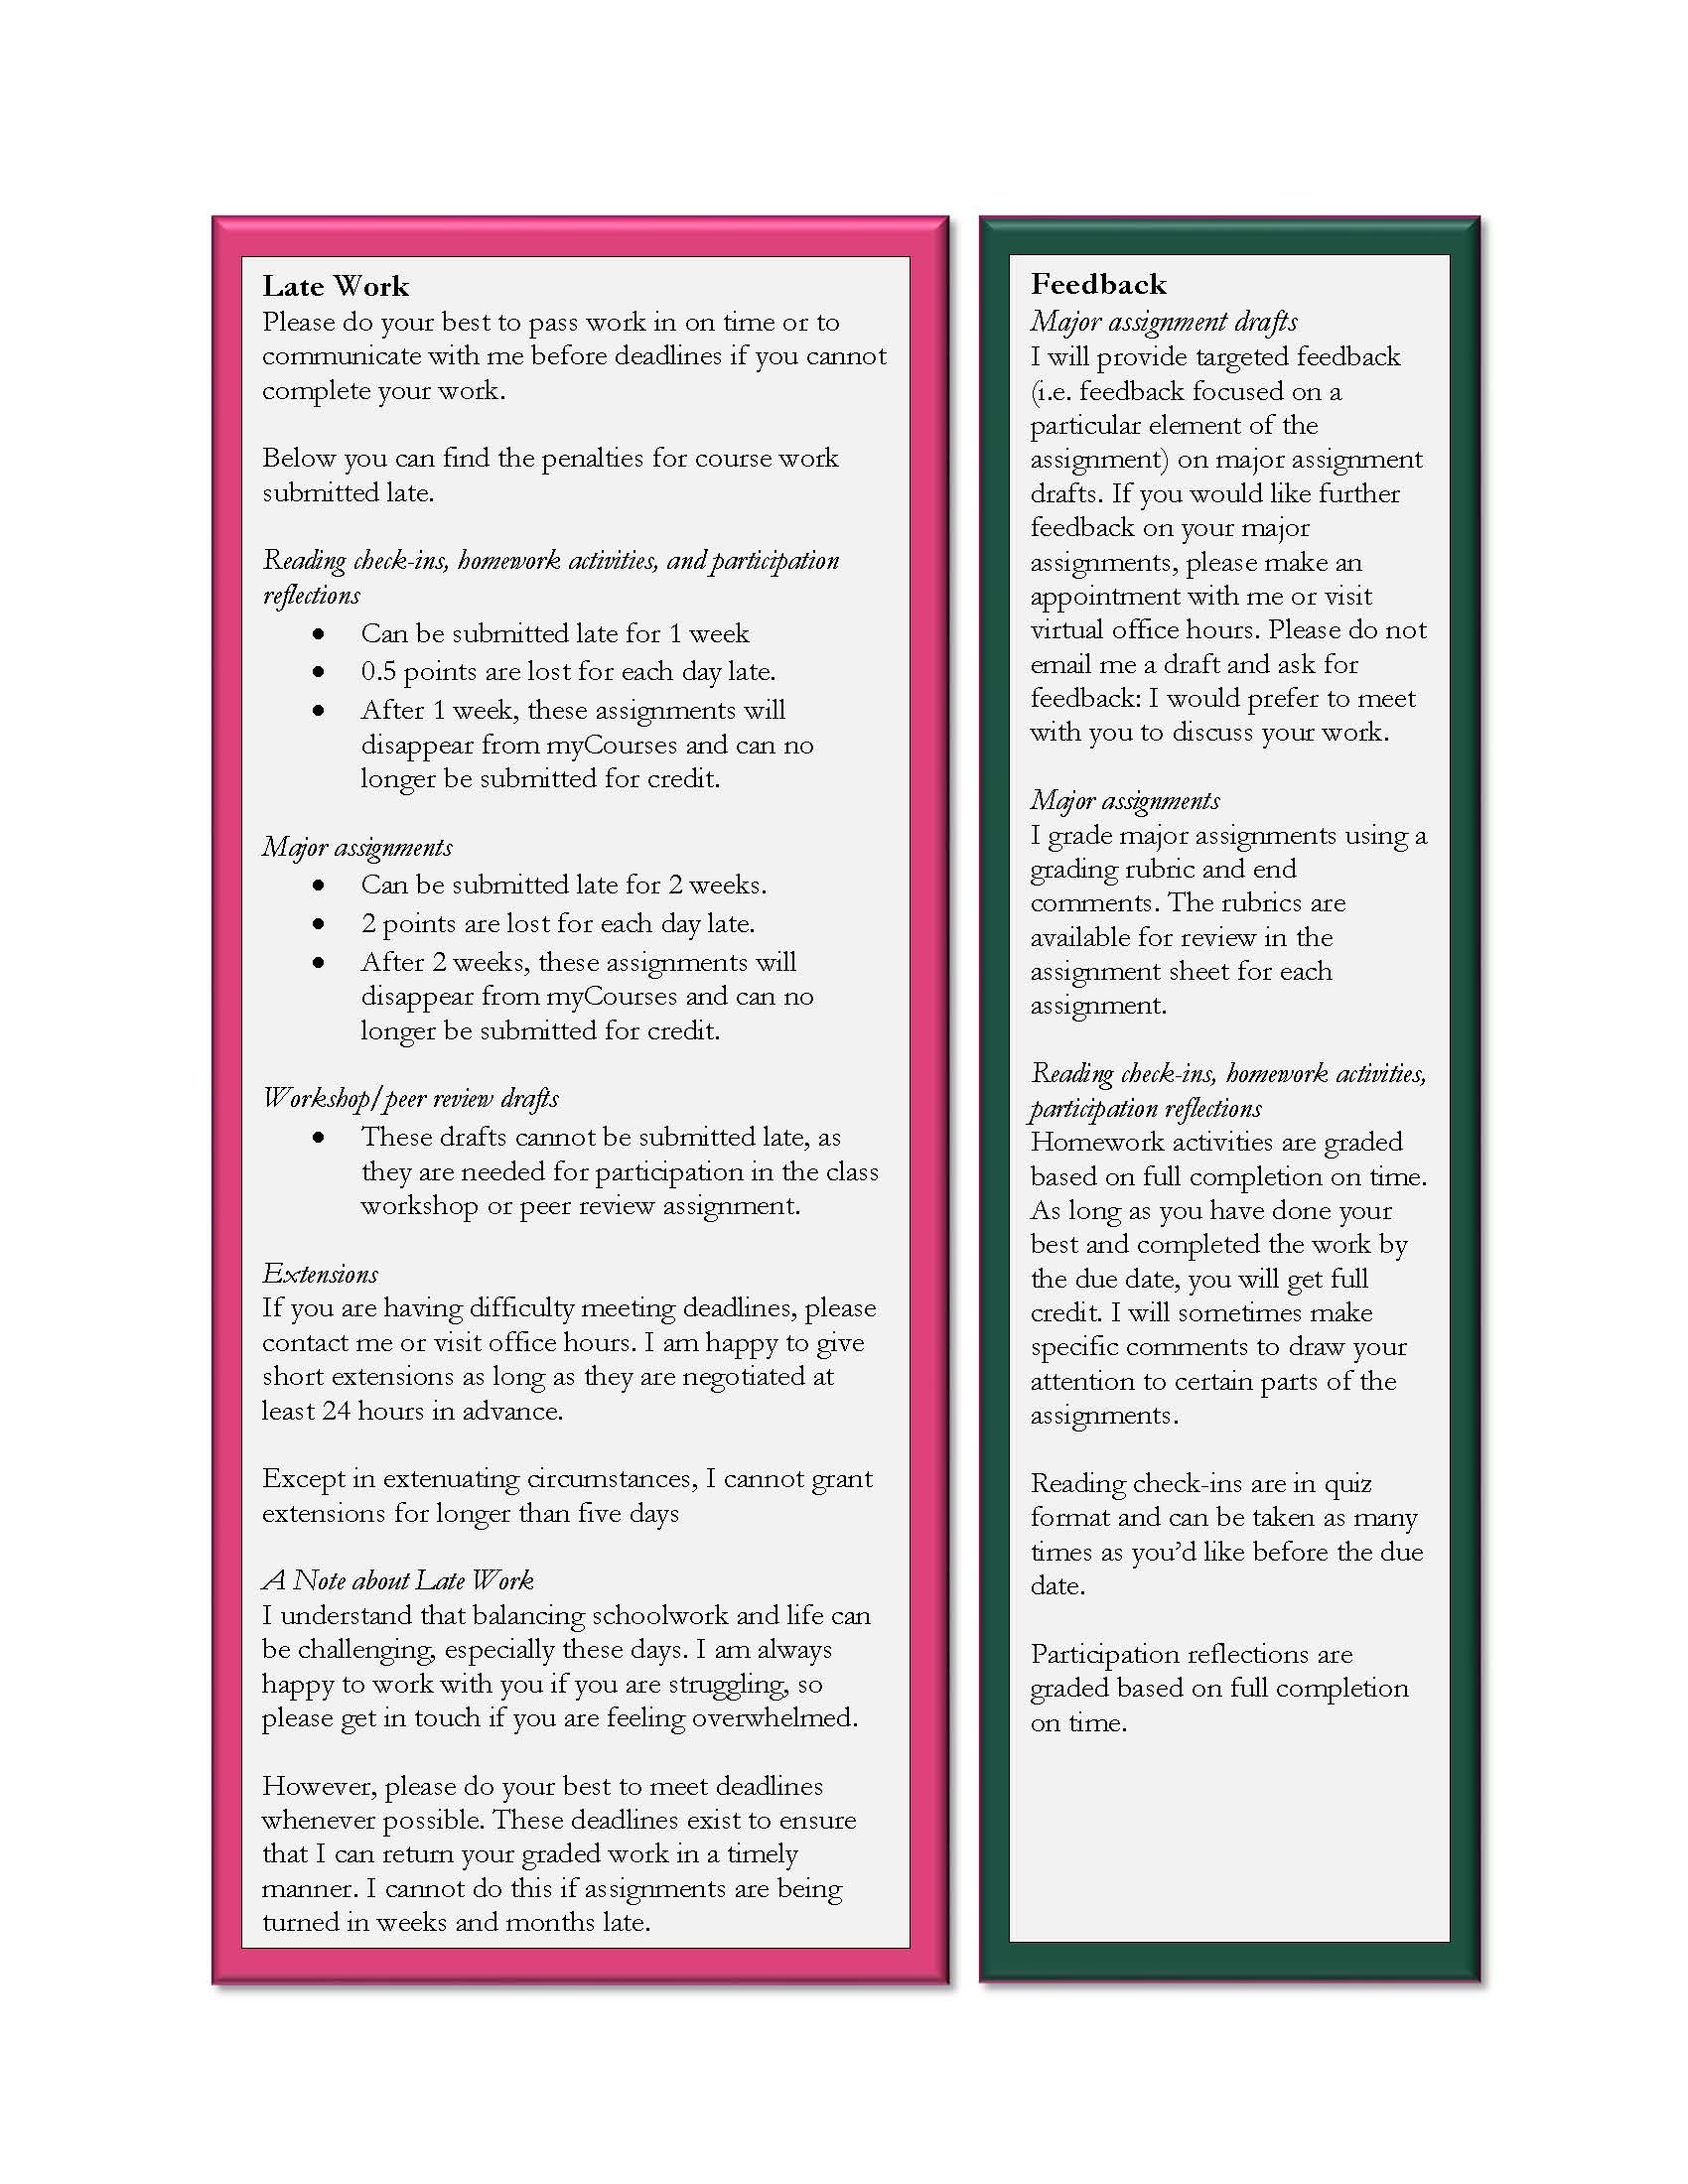 Late Work
Please do your best to pass work in on time or to
communicate with me before deadlines if you cannot
complete your work.
Below you can find the penalties for course work
submitted late.
Reading check-ins, homework activities, and participation
reflections
• Can be submitted late for 1 week
• 0.5 points are lost for each day late.
• After 1 week, these assignments will
disappear from myCourses and can no
longer be submitted for credit.
Major assignments
• Can be submitted late for 2 weeks.
• 2 points are lost for each day late.
• After 2 weeks, these assignments will
disappear from myCourses and can no
longer be submitted for credit.
Workshop/peer review drafts
• These drafts cannot be submitted late, as
they are needed for participation in the class
workshop or peer review assignment.
Extensions
If you are having difficulty meeting deadlines, please
contact me or visit office hours. I am happy to give
short extensions as long as they are negotiated at
least 24 hours in advance.
Except in extenuating circumstances, I cannot grant
extensions for longer than five days
A Note about Late Work
I understand that balancing schoolwork and life can
be challenging, especially these days. I am always
happy to work with you if you are struggling, so
please get in touch if you are feeling overwhelmed.
However, please do your best to meet deadlines
whenever possible. These deadlines exist to ensure
that I can return your graded work in a timely
manner. I cannot do this if assignments are being
turned in weeks and months late.
Feedback
Major assignment drafts
I will provide targeted feedback
(i.e. feedback focused on a
particular element of the
assignment) on major assignment
drafts. If you would like further
feedback on your major
assignments, please make an
appointment with me or visit
virtual office hours. Please do not
email me a draft and ask for
feedback: I would prefer to meet
with you to discuss your work.
Major assignments
I grade major assignments using a
grading rubric and end
comments. The rubrics are
available for review in the
assignment sheet for each
assignment.
Reading check-ins, homework activities,
participation reflections
Homework activities are graded
based on full completion on time.
As long as you have done your
best and completed the work by
the due date, you will get full
credit. I will sometimes make
specific comments to draw your
attention to certain parts of the
assignments.
Reading check-ins are in quiz
format and can be taken as many
times as you’d like before the due
date.
Participation reflections are
graded based on full completion
on time.